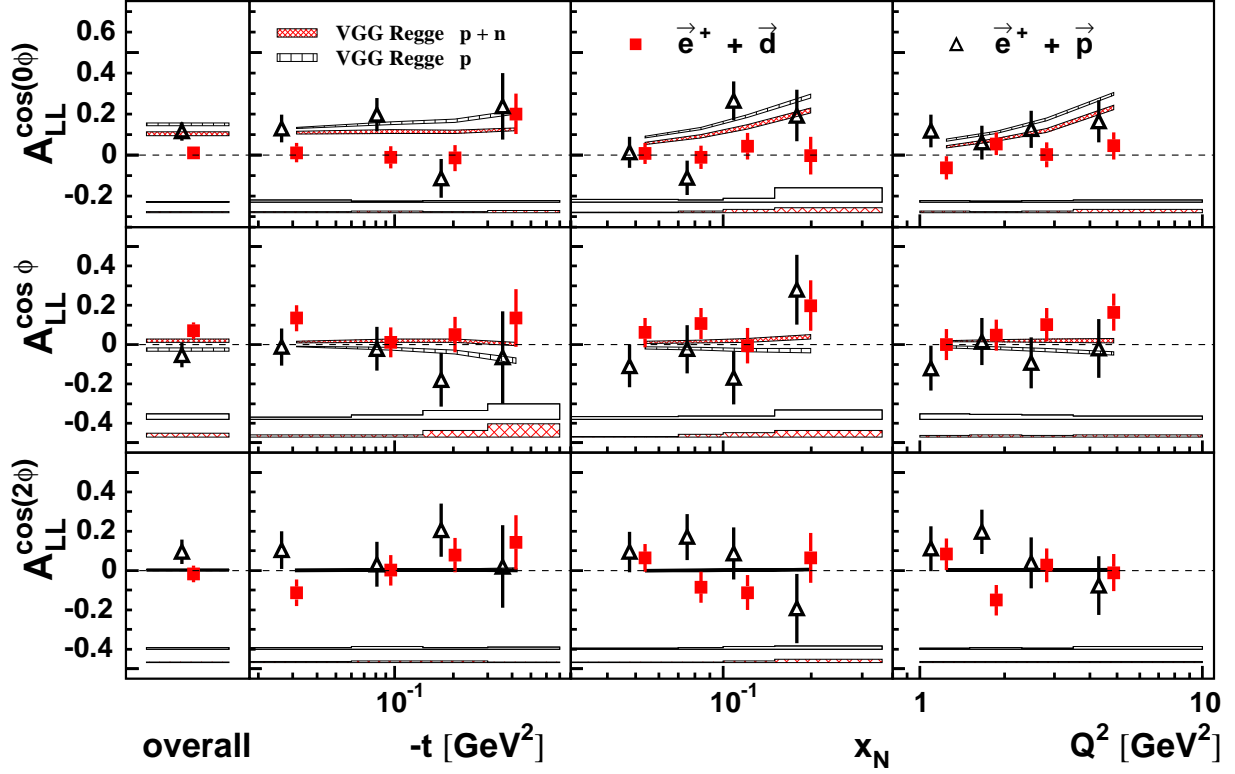 A_LL^cos(0ϕ)
0.6
0.4
0.2
0
-0.2
VGG Regge p + n
VGG Regge p
e⃗⁺ + d⃗
e⃗⁺ + p⃗
A_LL^cos ϕ
0.4
0.2
0
-0.2
-0.4
A_LL^cos(2ϕ)
0.4
0.2
0
-0.2
-0.4
10⁻¹
10⁻¹
1
10
overall
-t [GeV²]
x_N
Q² [GeV²]